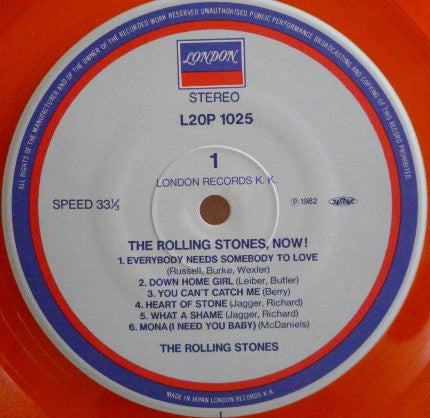 ALL RIGHTS OF THE MANUFACTURER AND OF THE OWNER OF THE RECORDED WORK RESERVED UNAUTHORISED PUBLIC PERFORMANCE BROADCASTING AND COPYING OF THIS RECORD PROHIBITED
LONDON
STEREO
L20P 1025
1
LONDON RECORDS K. K.
SPEED 33⅓
℗ 1982
THE ROLLING STONES, NOW!
1. EVERYBODY NEEDS SOMEBODY TO LOVE
(Russell, Burke, Wexler)
2. DOWN HOME GIRL (Leiber, Butler)
3. YOU CAN'T CATCH ME (Berry)
4. HEART OF STONE (Jagger, Richard)
5. WHAT A SHAME (Jagger, Richard)
6. MONA (I NEED YOU BABY) (McDaniels)
THE ROLLING STONES
MADE IN JAPAN LONDON RECORDS K. K.